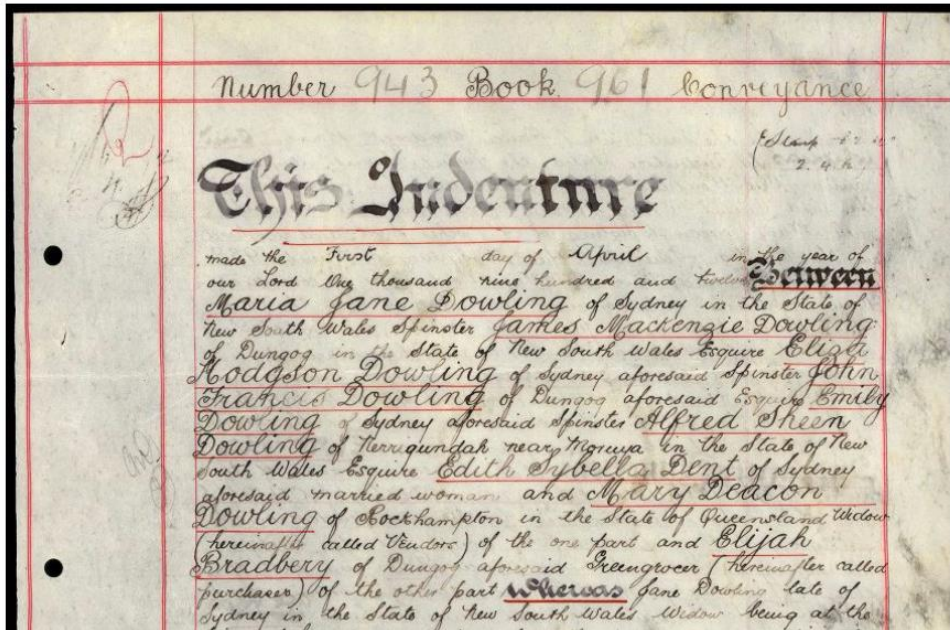 Number 943 Book 961 Conveyance
(Stamp
2.4.12
This Indenture
made the First day of April in the year of
our Lord One thousand nine hundred and twelve Between
Maria Jane Dowling of Sydney in the State of
New South Wales Spinster James Mackenzie Dowling
of Dungog in the State of New South Wales Esquire Eliza
Hodgson Dowling of Sydney aforesaid Spinster John
Francis Dowling of Dungog aforesaid Esquire Emily
Dowling of Sydney aforesaid Spinster Alfred Sheen
Dowling of Nerrigundah near Moruya in the State of New
South Wales Esquire Edith Sybella Dent of Sydney
aforesaid married woman and Mary Deacon
Dowling of Rockhampton in the State of Queensland Widow
(hereinafter called Vendors) of the one part and Elijah
Bradbery of Dungog aforesaid Greengrocer (hereinafter called
purchaser) of the other part Whereas Jane Dowling late of
Sydney in the State of New South Wales Widow being at the